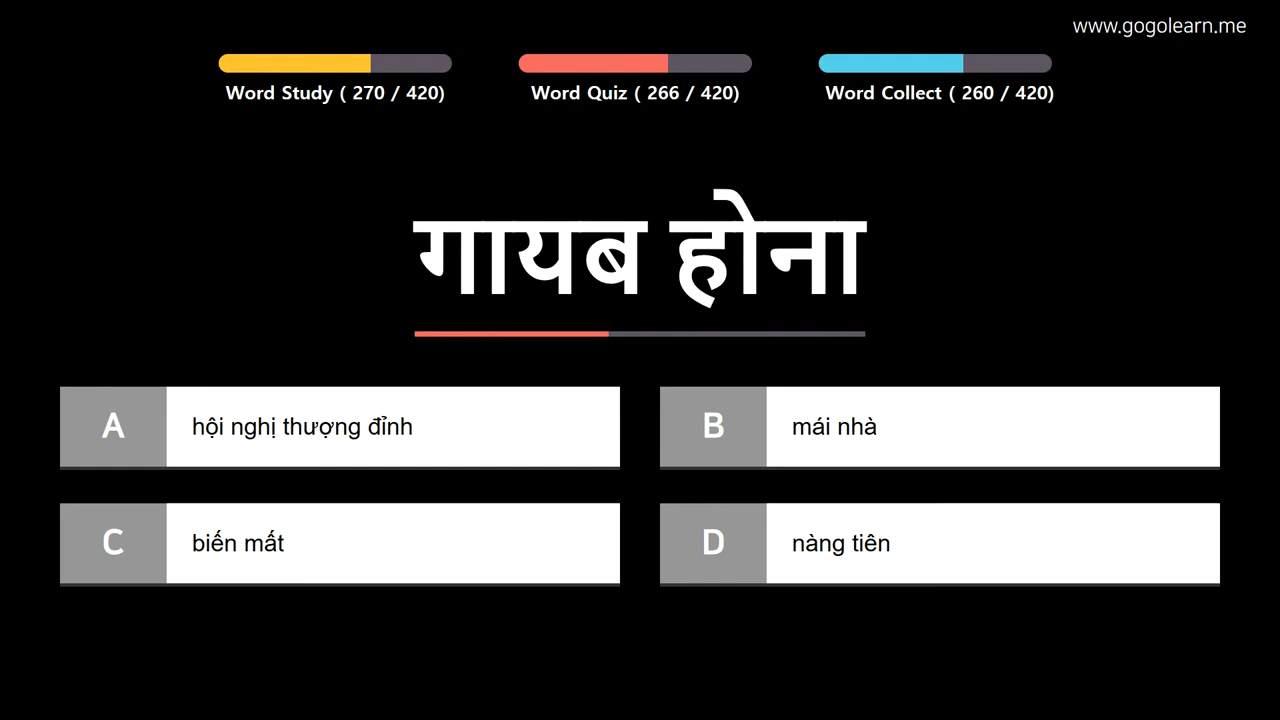 www.gogolearn.me
Word Study ( 270 / 420)
Word Quiz ( 266 / 420)
Word Collect ( 260 / 420)
गायब होना
A
hội nghị thượng đỉnh
B
mái nhà
C
biến mất
D
nàng tiên